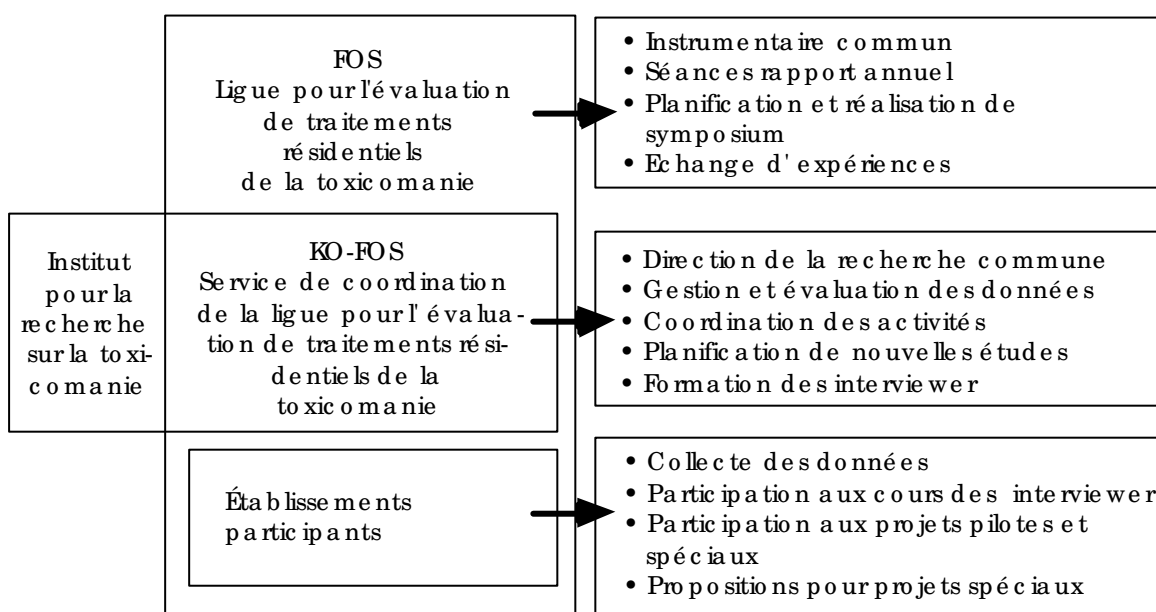 FOS
Ligue pour l'évaluation
de traitements
résidentiels
de la toxicomanie
• Instrumentaire commun
• Séances rapport annuel
• Planification et réalisation de
symposium
• Echange d'expériences
Institut
pour la
recherche
sur la toxi-
comanie
KO-FOS
Service de coordination
de la ligue pour l'évalua-
tion de traitements rési-
dentiels de la
toxicomanie
• Direction de la recherche commune
• Gestion et évaluation des données
• Coordination des activités
• Planification de nouvelles études
• Formation des interviewer
Établissements
participants
• Collecte des données
• Participation aux cours des interviewer
• Participation aux projets pilotes et
spéciaux
• Propositions pour projets spéciaux